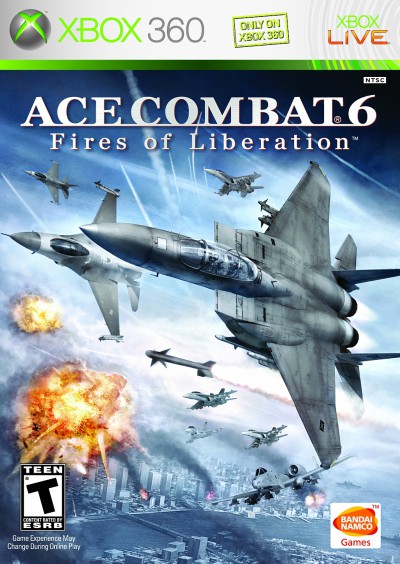 XBOX 360
ONLY ON
XBOX 360
XBOX
LIVE
NTSC
ACE COMBAT® 6
Fires of Liberation™
TEEN
T
CONTENT RATED BY
ESRB
Game Experience May
Change During Online Play
BANDAI
NAMCO
Games